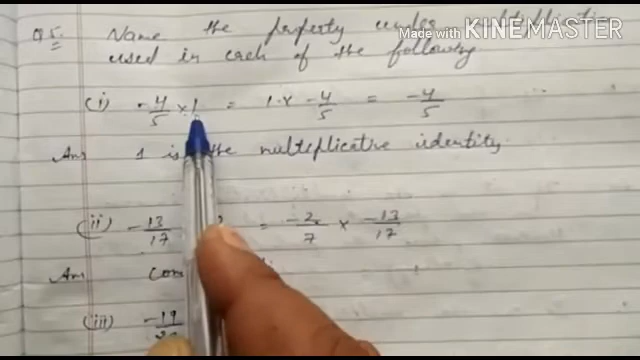 Q5. Name the property under multiplication
Made with KINEMASTER
used in each of the following
(i) -4/5 × 1 = 1 × -4/5 = -4/5
Ans 1 is the multiplicative identity
(ii) -13/17 = -2/7 × -13/17
Ans Com
(iii) -19